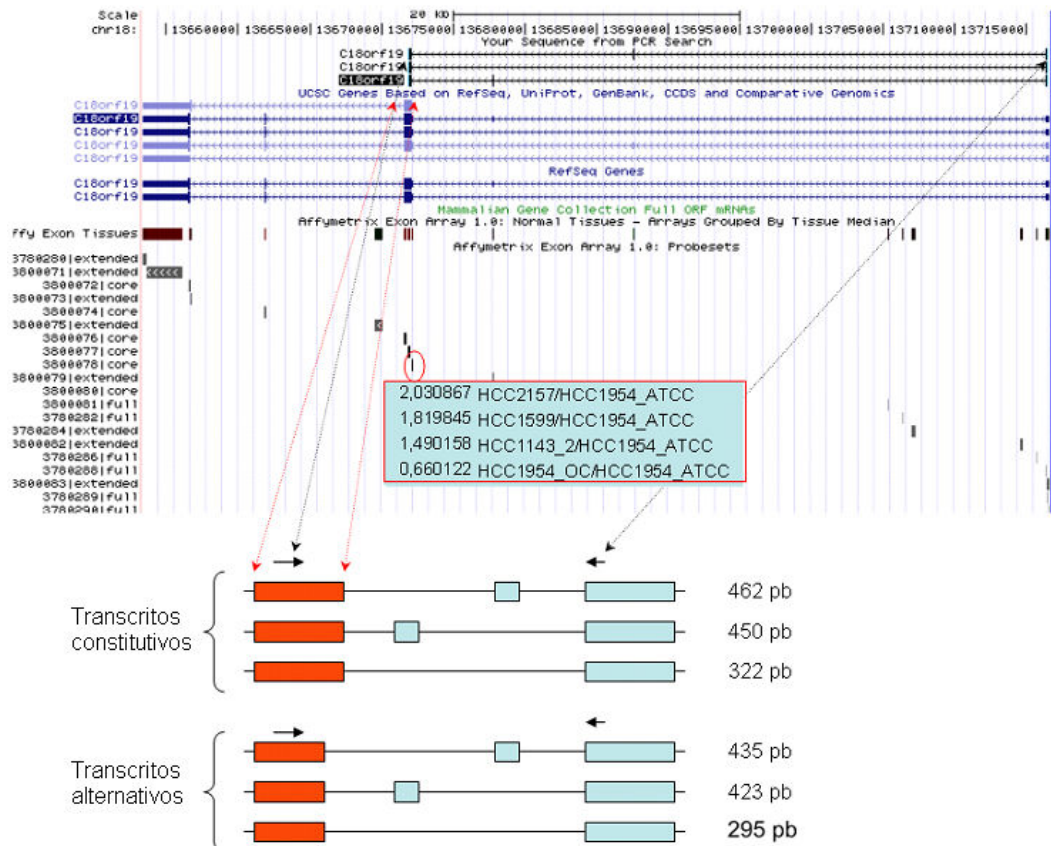 Scale 20 kb
chr18: 13660000 13665000 13670000 13675000 13680000 13685000 13690000 13695000 13700000 13705000 13710000 13715000
Your Sequence from PCR Search
C18orf19
C18orf19
C18orf19
UCSC Genes Based on RefSeq, UniProt, GenBank, CCDS and Comparative Genomics
C18orf19
C18orf19
C18orf19
C18orf19
C18orf19
RefSeq Genes
C18orf19
C18orf19
Mammalian Gene Collection Full ORF mRNAs
Affymetrix Exon Array 1.0: Normal Tissues - Arrays Grouped By Tissue Median
ffy Exon Tissues
Affymetrix Exon Array 1.0: Probesets
3780280|extended
3800071|extended
3800072|core
3800073|extended
3800074|core
3800075|extended
3800076|core
3800077|core
3800078|core
3800079|extended
3800080|core
3800081|full
3780282|full
3780284|extended
3800082|extended
3780286|full
3780288|full
3800083|extended
3780289|full
3780290|full
2,030867 HCC2157/HCC1954_ATCC
1,819845 HCC1599/HCC1954_ATCC
1,490158 HCC1143_2/HCC1954_ATCC
0,660122 HCC1954_OC/HCC1954_ATCC
Transcritos
constitutivos
462 pb
450 pb
322 pb
Transcritos
alternativos
435 pb
423 pb
295 pb